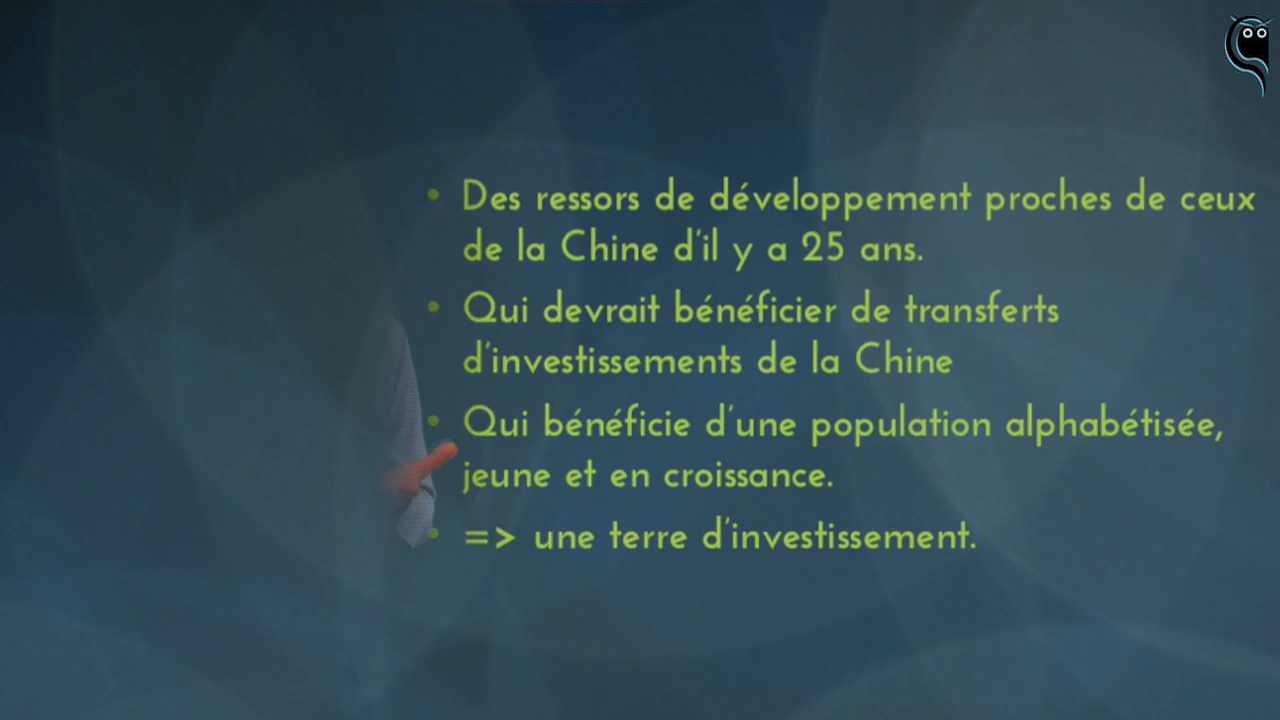 • Des ressors de développement proches de ceux
de la Chine d'il y a 25 ans.
• Qui devrait bénéficier de transferts
d'investissements de la Chine
• Qui bénéficie d'une population alphabétisée,
jeune et en croissance.
• => une terre d'investissement.